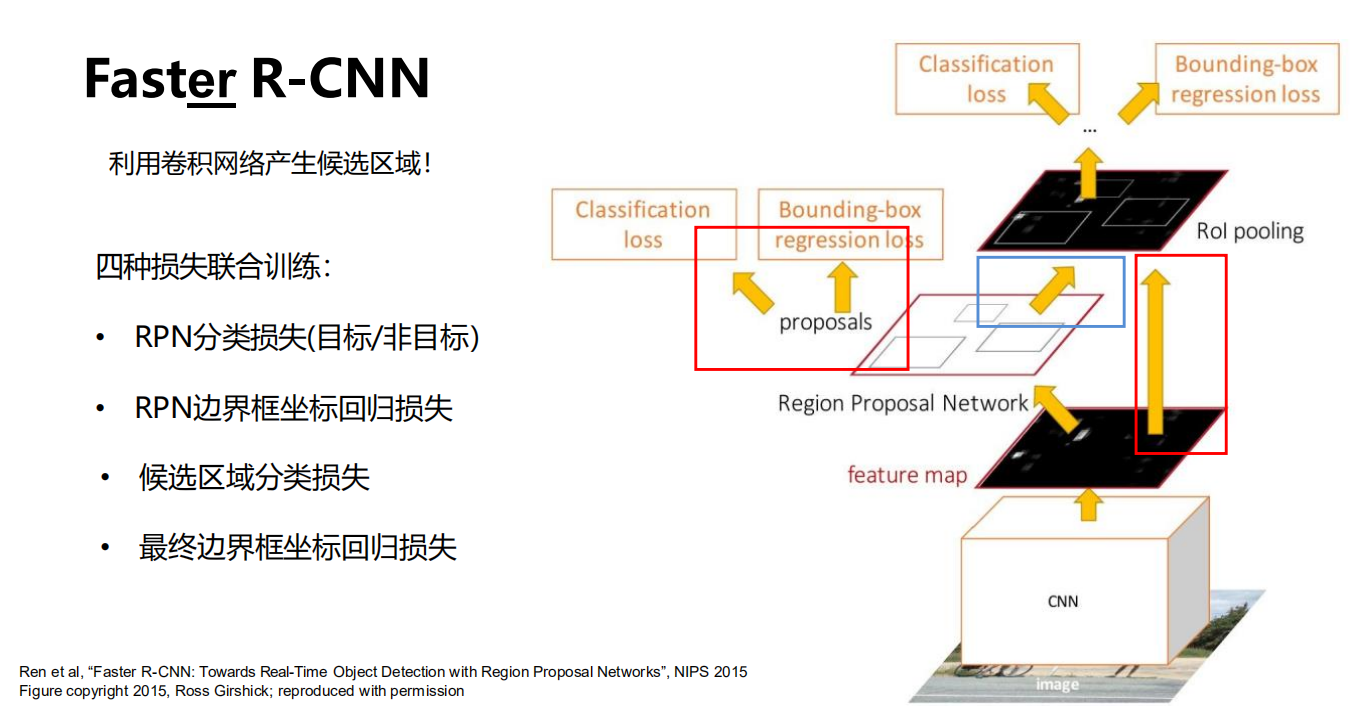 Faster R-CNN
利用卷积网络产生候选区域！
四种损失联合训练：
• RPN分类损失(目标/非目标)
• RPN边界框坐标回归损失
• 候选区域分类损失
• 最终边界框坐标回归损失
Classification
loss
Bounding-box
regression loss
...
Classification
loss
Bounding-box
regression loss
RoI pooling
proposals
Region Proposal Network
feature map
CNN
image
Ren et al, “Faster R-CNN: Towards Real-Time Object Detection with Region Proposal Networks”, NIPS 2015
Figure copyright 2015, Ross Girshick; reproduced with permission